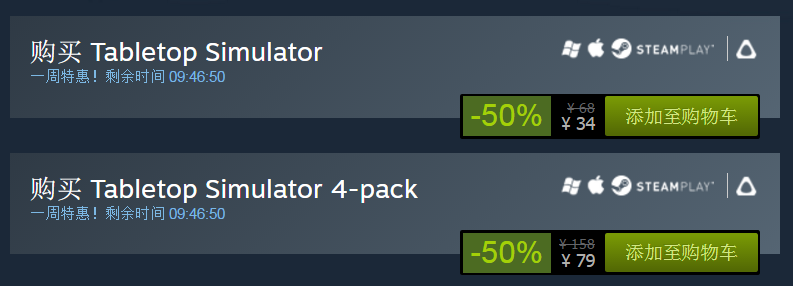 购买 Tabletop Simulator
一周特惠！剩余时间 09:46:50
STEAMPLAY
-50%
¥ 68
¥ 34
添加至购物车
购买 Tabletop Simulator 4-pack
一周特惠！剩余时间 09:46:50
STEAMPLAY
-50%
¥ 158
¥ 79
添加至购物车